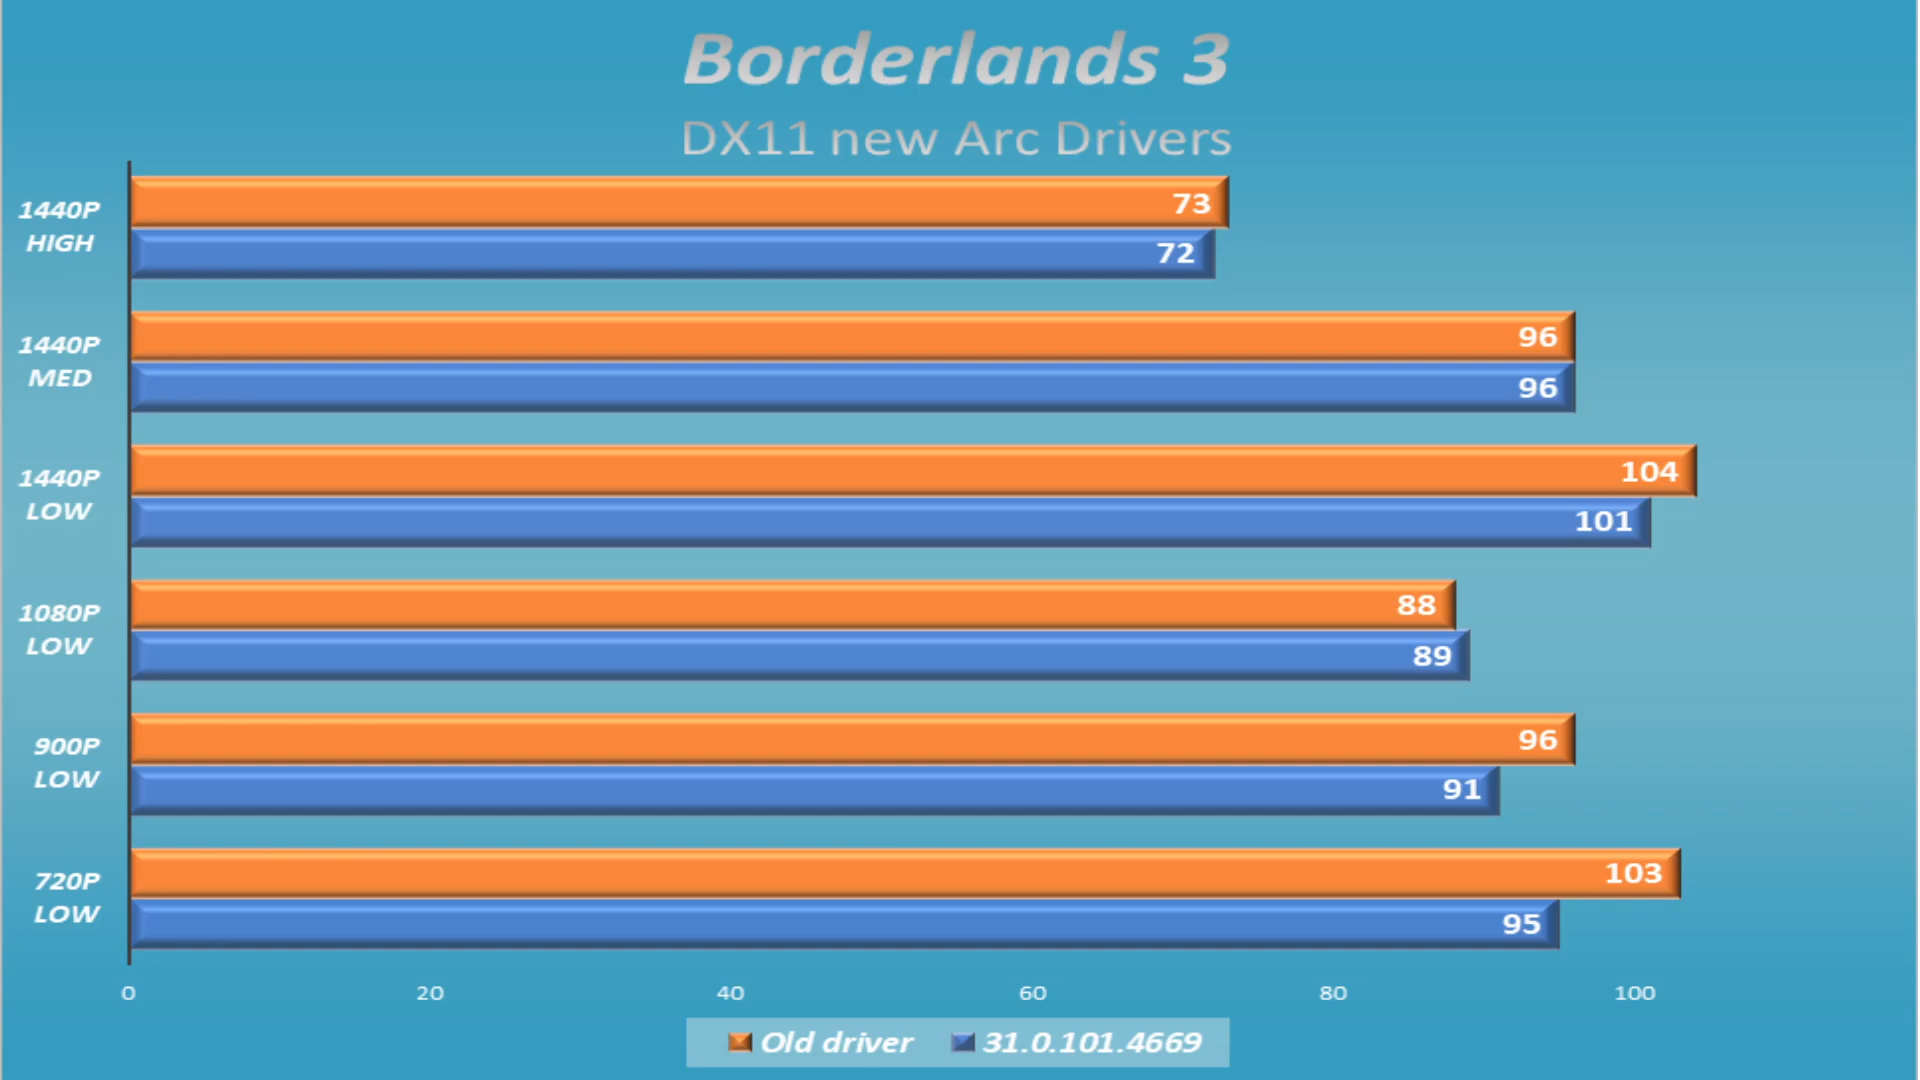 Borderlands 3
DX11 new Arc Drivers
1440P
HIGH
73
72
1440P
MED
96
96
1440P
LOW
104
101
1080P
LOW
88
89
900P
LOW
96
91
720P
LOW
103
95
0 20 40 60 80 100
Old driver 31.0.101.4669